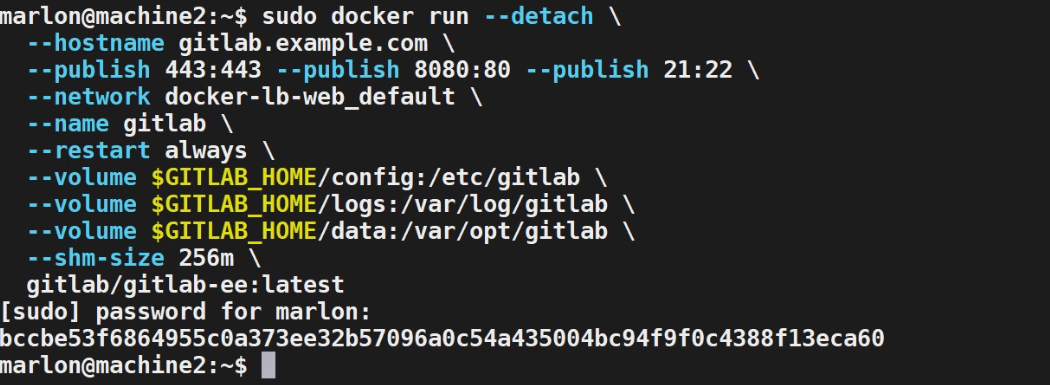 marlon@machine2:~$ sudo docker run --detach \
  --hostname gitlab.example.com \
  --publish 443:443 --publish 8080:80 --publish 21:22 \
  --network docker-lb-web_default \
  --name gitlab \
  --restart always \
  --volume $GITLAB_HOME/config:/etc/gitlab \
  --volume $GITLAB_HOME/logs:/var/log/gitlab \
  --volume $GITLAB_HOME/data:/var/opt/gitlab \
  --shm-size 256m \
  gitlab/gitlab-ee:latest
[sudo] password for marlon:
bccbe53f6864955c0a373ee32b57096a0c54a435004bc94f9f0c4388f13eca60
marlon@machine2:~$